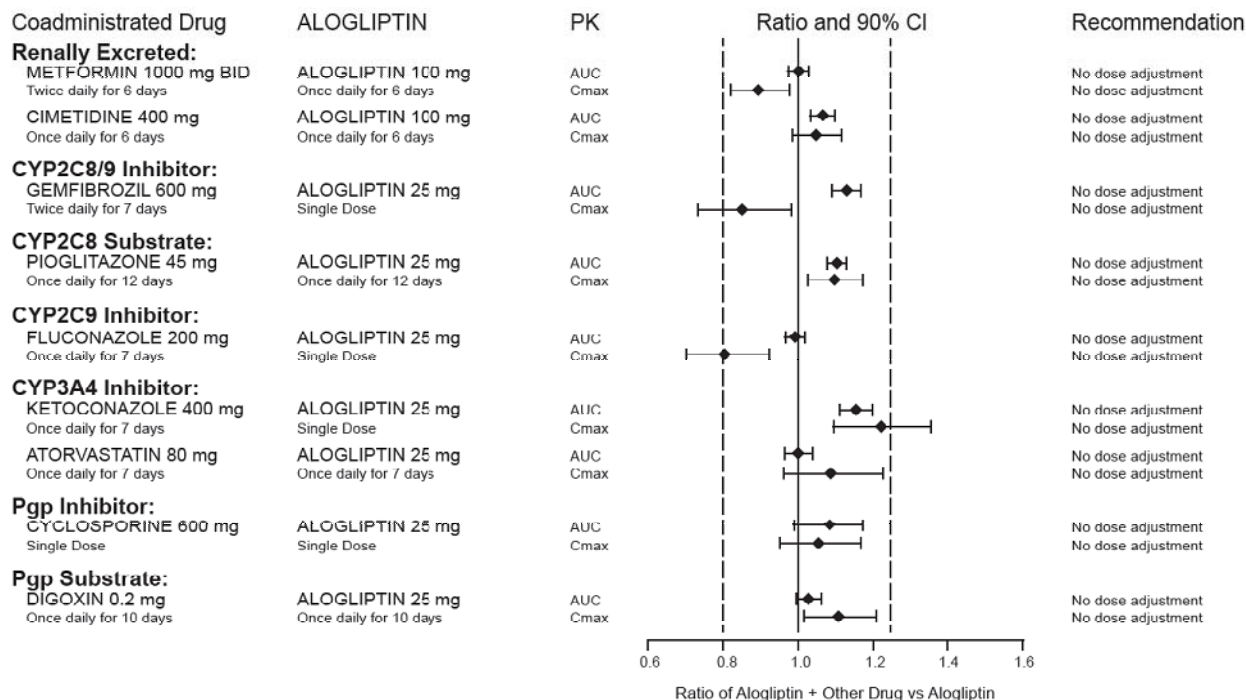 Coadministrated Drug ALOGLIPTIN PK Ratio and 90% CI Recommendation
Renally Excreted:
METFORMIN 1000 mg BID ALOGLIPTIN 100 mg AUC No dose adjustment
Twice daily for 6 days Once daily for 6 days Cmax No dose adjustment
CIMETIDINE 400 mg ALOGLIPTIN 100 mg AUC No dose adjustment
Once daily for 6 days Once daily for 6 days Cmax No dose adjustment
CYP2C8/9 Inhibitor:
GEMFIBROZIL 600 mg ALOGLIPTIN 25 mg AUC No dose adjustment
Twice daily for 7 days Single Dose Cmax No dose adjustment
CYP2C8 Substrate:
PIOGLITAZONE 45 mg ALOGLIPTIN 25 mg AUC No dose adjustment
Once daily for 12 days Once daily for 12 days Cmax No dose adjustment
CYP2C9 Inhibitor:
FLUCONAZOLE 200 mg ALOGLIPTIN 25 mg AUC No dose adjustment
Once daily for 7 days Single Dose Cmax No dose adjustment
CYP3A4 Inhibitor:
KETOCONAZOLE 400 mg ALOGLIPTIN 25 mg AUC No dose adjustment
Once daily for 7 days Single Dose Cmax No dose adjustment
ATORVASTATIN 80 mg ALOGLIPTIN 25 mg AUC No dose adjustment
Once daily for 7 days Once daily for 7 days Cmax No dose adjustment
Pgp Inhibitor:
CYCLOSPORINE 600 mg ALOGLIPTIN 25 mg AUC No dose adjustment
Single Dose Single Dose Cmax No dose adjustment
Pgp Substrate:
DIGOXIN 0.2 mg ALOGLIPTIN 25 mg AUC No dose adjustment
Once daily for 10 days Once daily for 10 days Cmax No dose adjustment
0.6 0.8 1.0 1.2 1.4 1.6
Ratio of Alogliptin + Other Drug vs Alogliptin